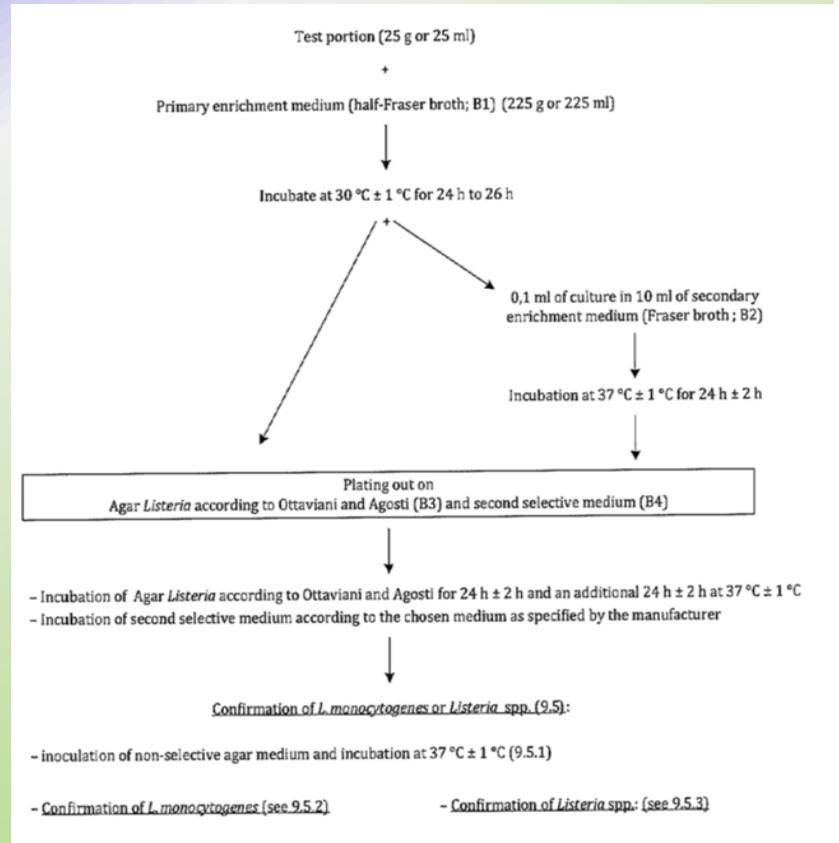 Test portion (25 g or 25 ml)
+
Primary enrichment medium (half-Fraser broth; B1) (225 g or 225 ml)
Incubate at 30 °C ± 1 °C for 24 h to 26 h
+
0,1 ml of culture in 10 ml of secondary
enrichment medium (Fraser broth ; B2)
Incubation at 37 °C ± 1 °C for 24 h ± 2 h
Plating out on
Agar Listeria according to Ottaviani and Agosti (B3) and second selective medium (B4)
– Incubation of Agar Listeria according to Ottaviani and Agosti for 24 h ± 2 h and an additional 24 h ± 2 h at 37 °C ± 1 °C
– Incubation of second selective medium according to the chosen medium as specified by the manufacturer
Confirmation of L. monocytogenes or Listeria spp. (9.5):
– inoculation of non-selective agar medium and incubation at 37 °C ± 1 °C (9.5.1)
– Confirmation of L. monocytogenes (see 9.5.2) – Confirmation of Listeria spp.: (see 9.5.3)